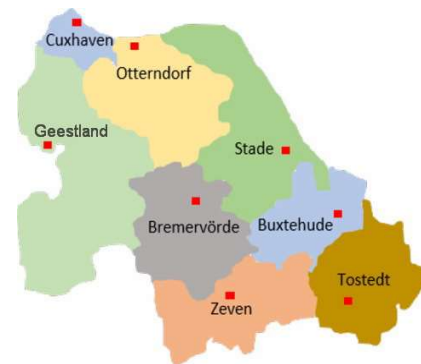 Cuxhaven
Otterndorf
Geestland
Stade
Bremervörde
Buxtehude
Tostedt
Zeven